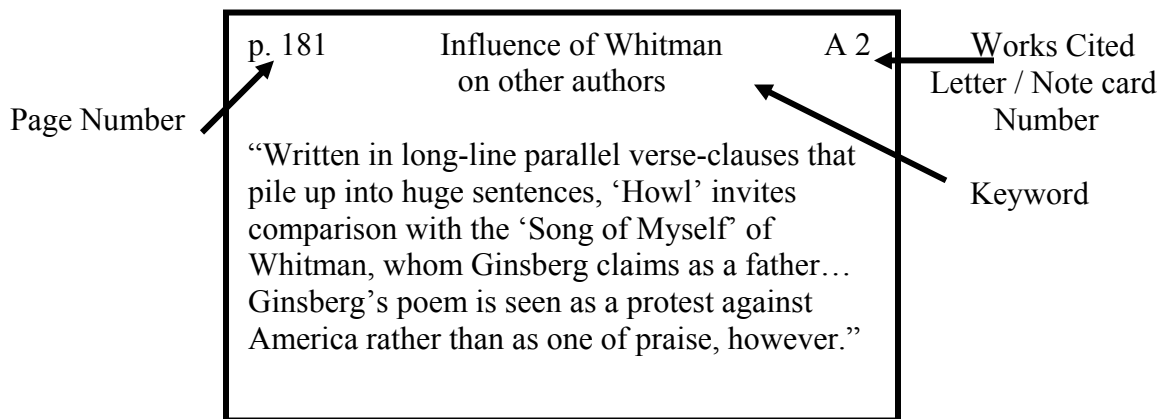 p. 181 Influence of Whitman A 2
on other authors
Works Cited
Letter / Note card
Number
Page Number
Keyword
“Written in long-line parallel verse-clauses that
pile up into huge sentences, ‘Howl’ invites
comparison with the ‘Song of Myself’ of
Whitman, whom Ginsberg claims as a father…
Ginsberg’s poem is seen as a protest against
America rather than as one of praise, however.”